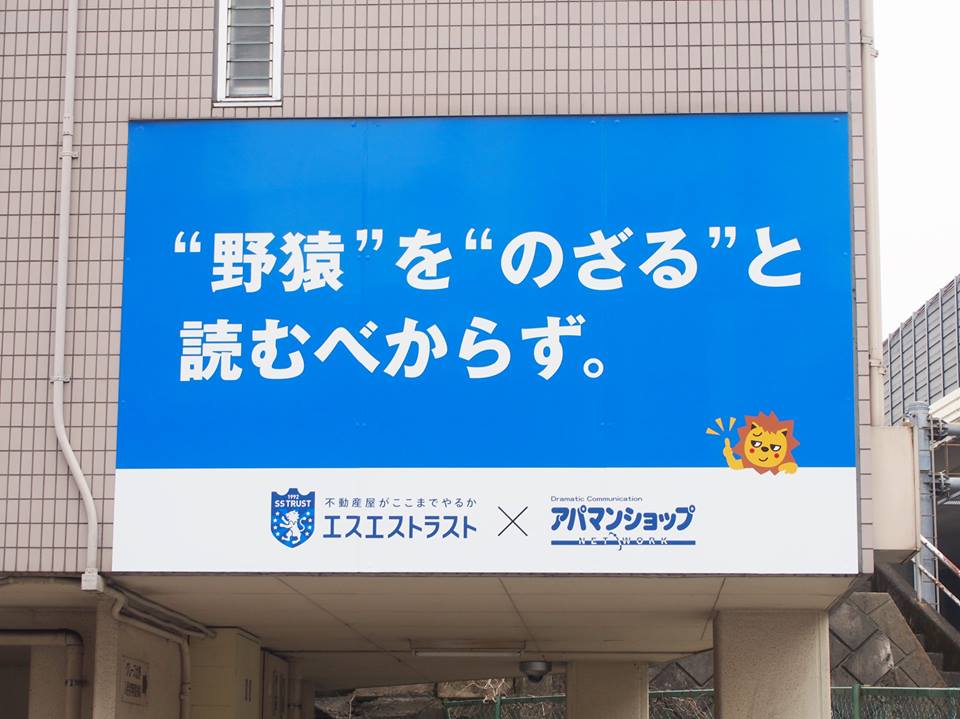 “野猿”を“のざる”と
読むべからず。
1992
SS TRUST
不動産屋がここまでやるか
エスエストラスト
×
Dramatic Communication
アパマンショップ
NETWORK